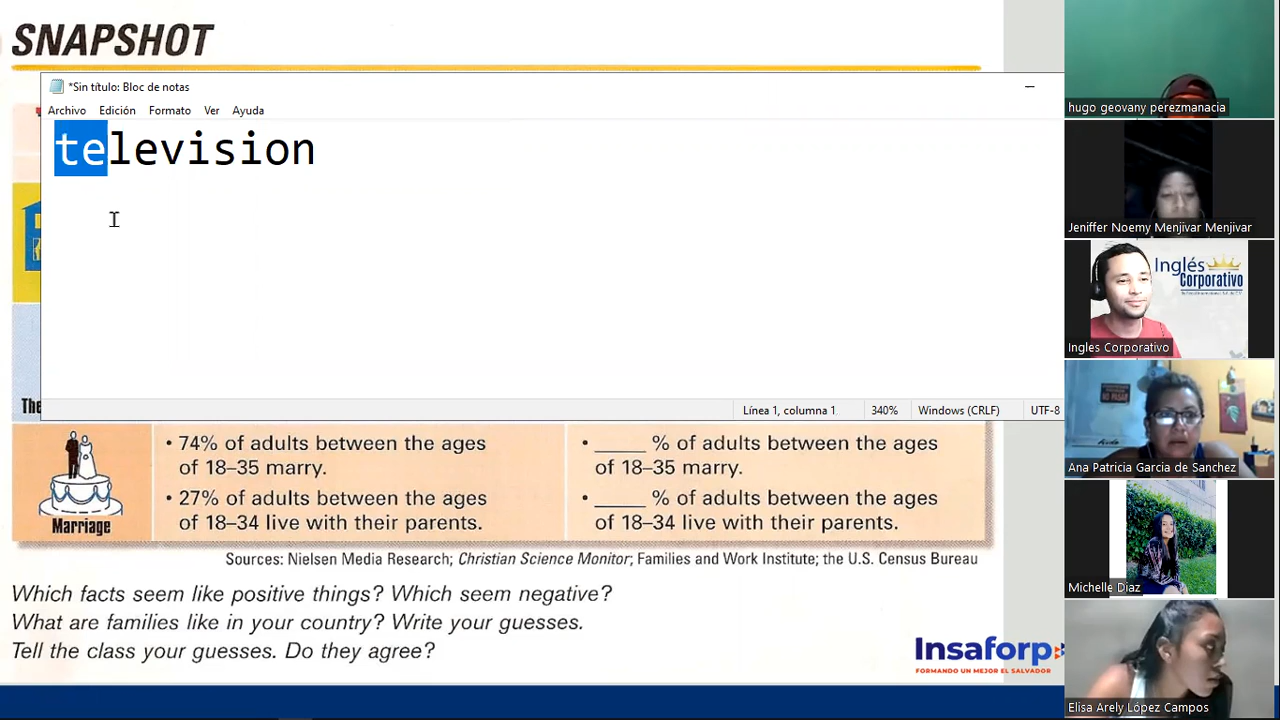 SNAPSHOT
*Sin título: Bloc de notas
Archivo Edición Formato Ver Ayuda
television
Línea 1, columna 1 340% Windows (CRLF) UTF-8
The
Marriage
• 74% of adults between the ages
of 18–35 marry.
• 27% of adults between the ages
of 18–34 live with their parents.
• _____ % of adults between the ages
of 18–35 marry.
• _____ % of adults between the ages
of 18–34 live with their parents.
Sources: Nielsen Media Research; Christian Science Monitor; Families and Work Institute; the U.S. Census Bureau
Which facts seem like positive things? Which seem negative?
What are families like in your country? Write your guesses.
Tell the class your guesses. Do they agree?
Insaforp
FORMANDO UN MEJOR EL SALVADOR
hugo geovany perezmanacia
Jeniffer Noemy Menjivar Menjivar
Inglés
Corporativo
Ingles Corporativo
NO PASAR
Ana Patricia Garcia de Sanchez
Michelle Diaz
Elisa Arely López Campos